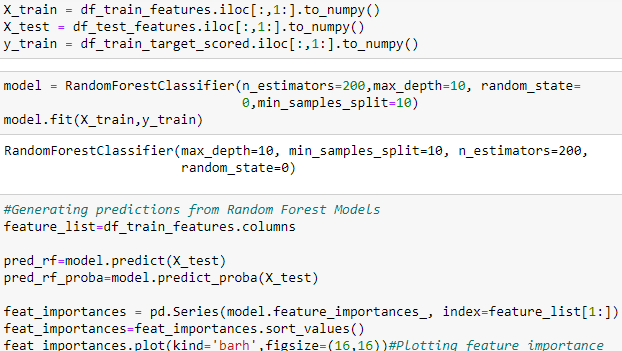 X_train = df_train_features.iloc[:,1:].to_numpy()
X_test = df_test_features.iloc[:,1:].to_numpy()
y_train = df_train_target_scored.iloc[:,1:].to_numpy()
model = RandomForestClassifier(n_estimators=200,max_depth=10, random_state=
0,min_samples_split=10)
model.fit(X_train,y_train)
RandomForestClassifier(max_depth=10, min_samples_split=10, n_estimators=200,
random_state=0)
#Generating predictions from Random Forest Models
feature_list=df_train_features.columns
pred_rf=model.predict(X_test)
pred_rf_proba=model.predict_proba(X_test)
feat_importances = pd.Series(model.feature_importances_, index=feature_list[1:])
feat_importances=feat_importances.sort_values()
feat_importances.plot(kind='barh',figsize=(16,16))#Plotting feature importance